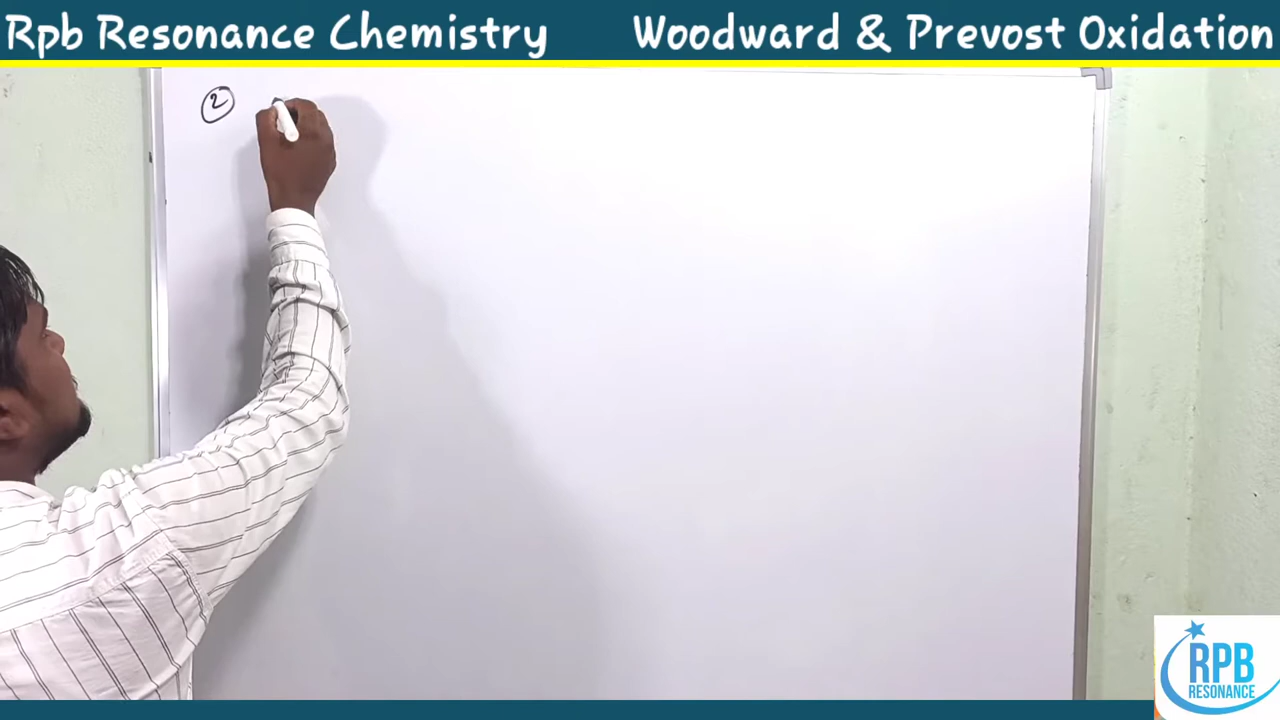 Rpb Resonance Chemistry
Woodward & Prevost Oxidation
2
RPB
RESONANCE